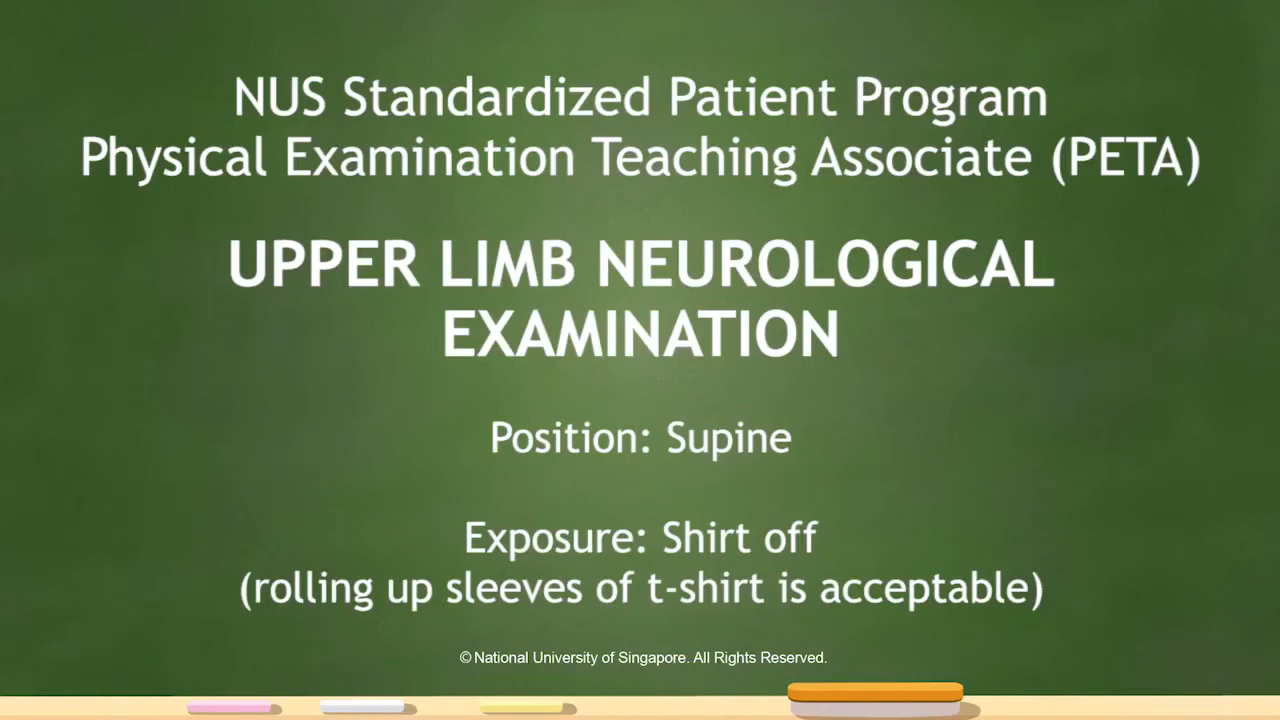 NUS Standardized Patient Program
Physical Examination Teaching Associate (PETA)
UPPER LIMB NEUROLOGICAL
EXAMINATION
Position: Supine
Exposure: Shirt off
(rolling up sleeves of t-shirt is acceptable)
© National University of Singapore. All Rights Reserved.